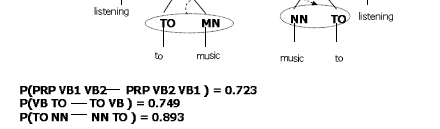 listening TO MN NN TO listening
to music music to
P(PRP VB1 VB2— PRP VB2 VB1 ) = 0.723
P(VB TO — TO VB ) = 0.749
P(TO NN — NN TO ) = 0.893